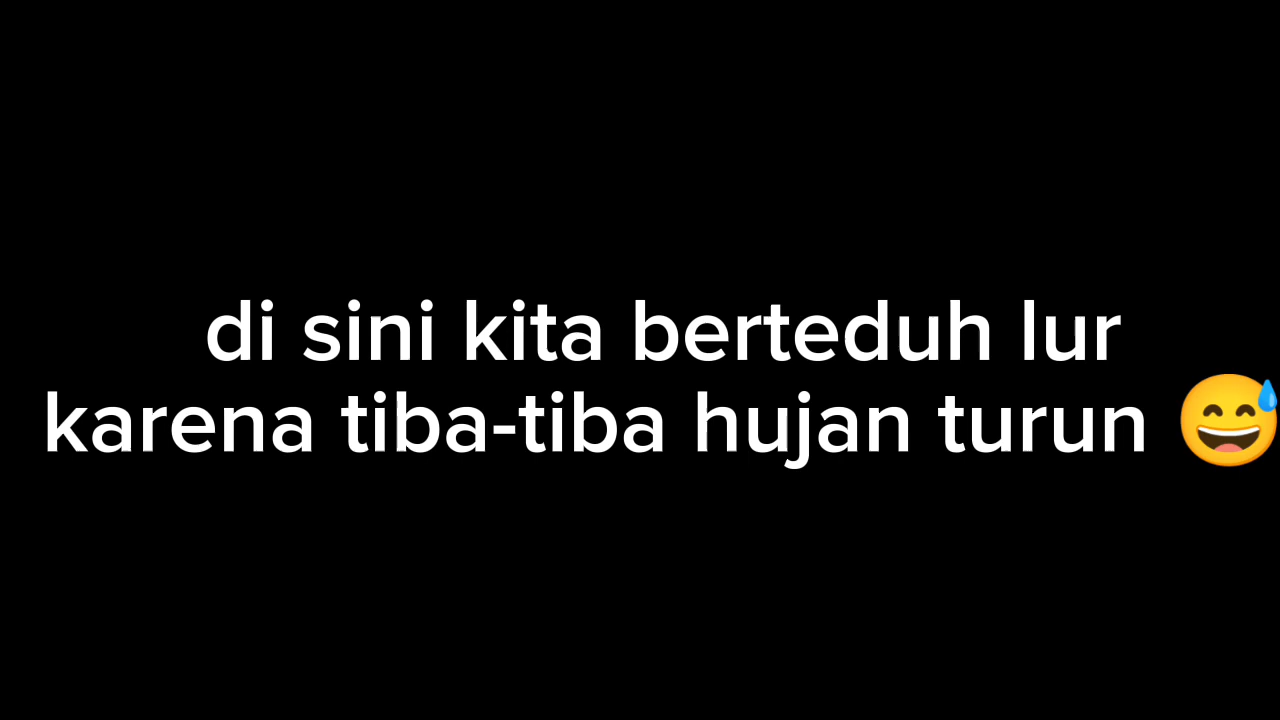 di sini kita berteduh lur
karena tiba-tiba hujan turun 😅